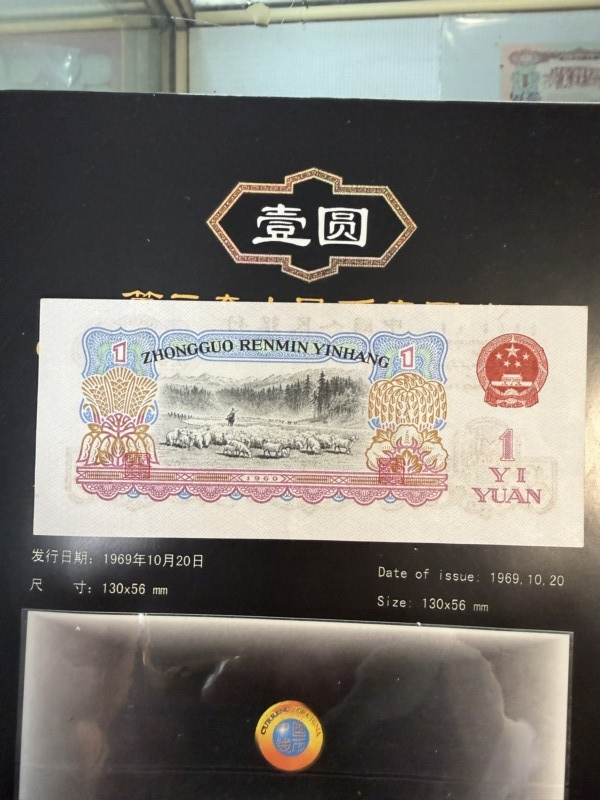 壹圆
ZHONGGUO RENMIN YINHANG
1
1
1960
1
YI
YUAN
发行日期: 1969年10月20日
尺 寸: 130x56 mm
Date of issue: 1969.10.20
Size: 130x56 mm